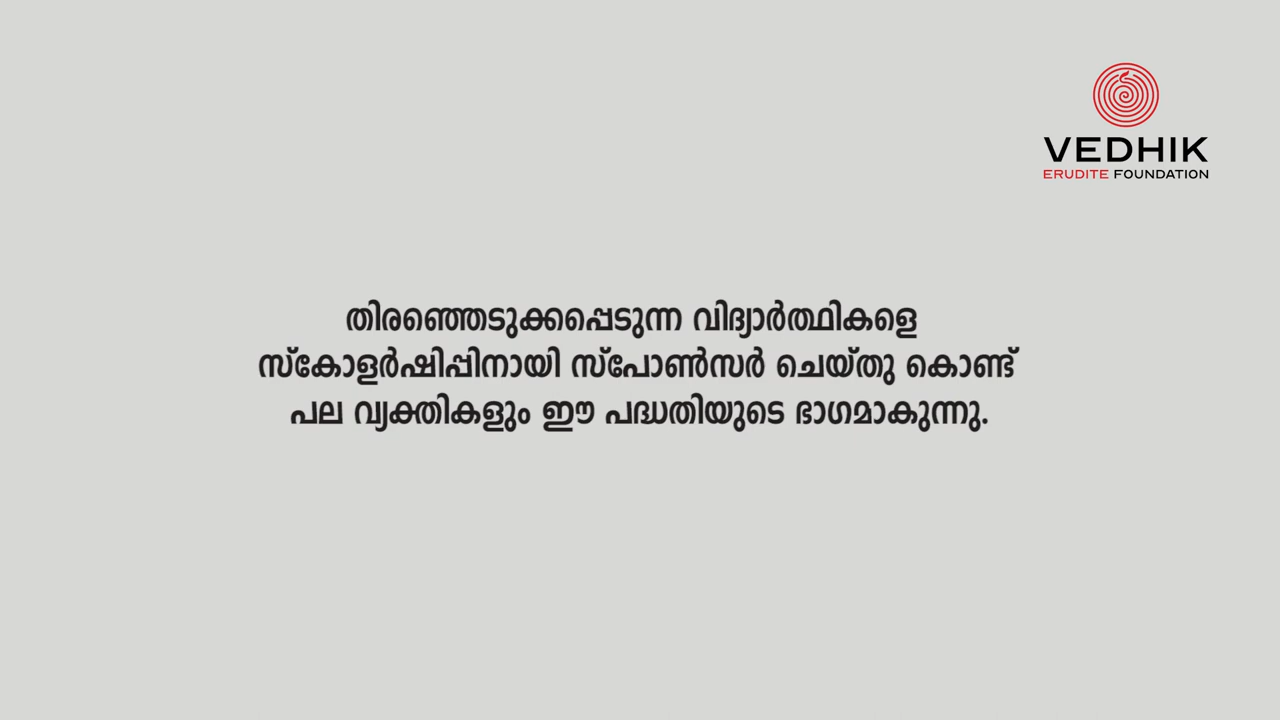 VEDHIK
ERUDITE FOUNDATION
തിരഞ്ഞെടുക്കപ്പെടുന്ന വിദ്യാർത്ഥികളെ
സ്കോളർഷിപ്പിനായി സ്പോൺസർ ചെയ്തു കൊണ്ട്
പല വ്യക്തികളും ഈ പദ്ധതിയുടെ ഭാഗമാകുന്നു.